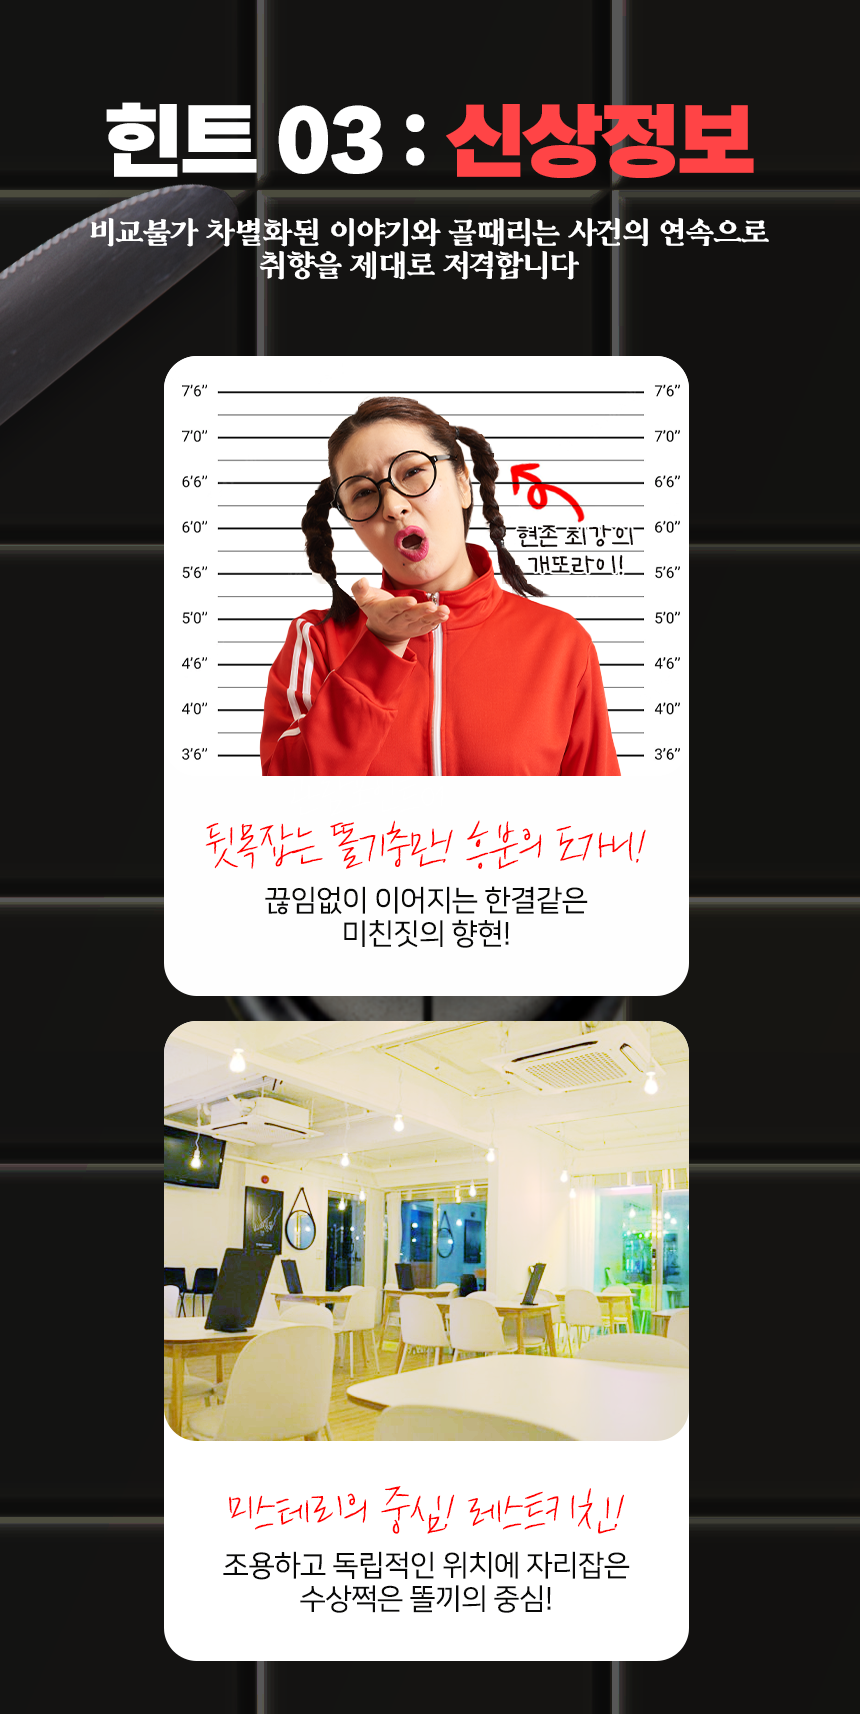 힌트 03 : 신상정보
비교불가 차별화된 이야기와 골때리는 사건의 연속으로
취향을 제대로 저격합니다
7’6” 7’6”
7’0” 7’0”
6’6” 6’6”
6’0” 현존 최강의 6’0”
5’6” 개또라이! 5’6”
5’0” 5’0”
4’6” 4’6”
4’0” 4’0”
3’6” 3’6”
뒷목잡는 똘기충만! 흥분의 도가니!
끊임없이 이어지는 한결같은
미친짓의 향현!
미스테리의 중심! 레스트키친!
조용하고 독립적인 위치에 자리잡은
수상쩍은 똘끼의 중심!